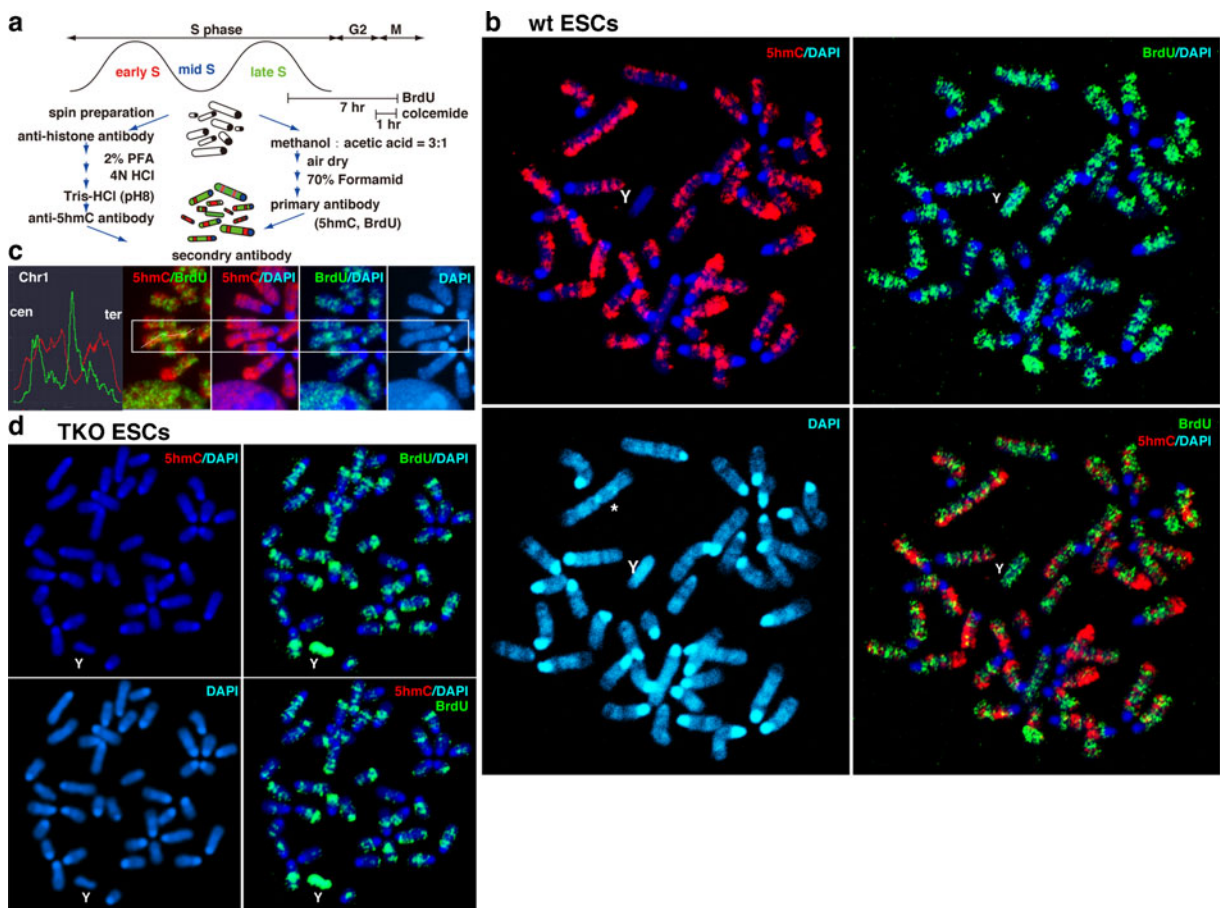 a
S phase
G2
M
early S
mid S
late S
BrdU
7 hr
colcemide
1 hr
spin preparation
anti-histone antibody
2% PFA
4N HCl
Tris-HCl (pH8)
anti-5hmC antibody
methanol : acetic acid = 3:1
air dry
70% Formamid
primary antibody
(5hmC, BrdU)
secondry antibody
b wt ESCs
5hmC/DAPI
Y
BrdU/DAPI
Y
DAPI
*
Y
BrdU
5hmC/DAPI
Y
c
Chr1
cen
ter
5hmC/BrdU
5hmC/DAPI
BrdU/DAPI
DAPI
d TKO ESCs
5hmC/DAPI
Y
BrdU/DAPI
Y
DAPI
Y
5hmC/DAPI
BrdU
Y